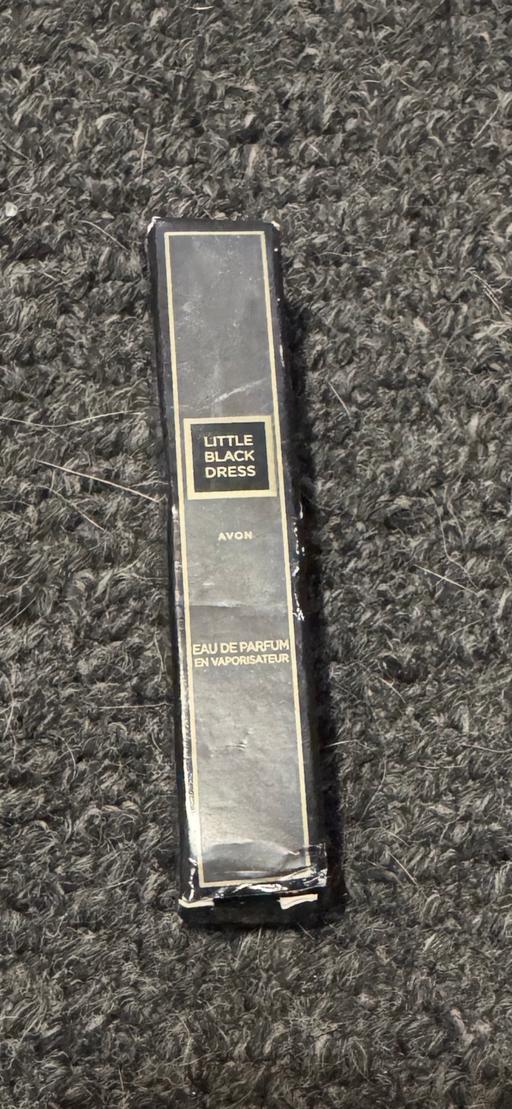 LITTLE
BLACK
DRESS
AVON
EAU DE PARFUM
EN VAPORISATEUR